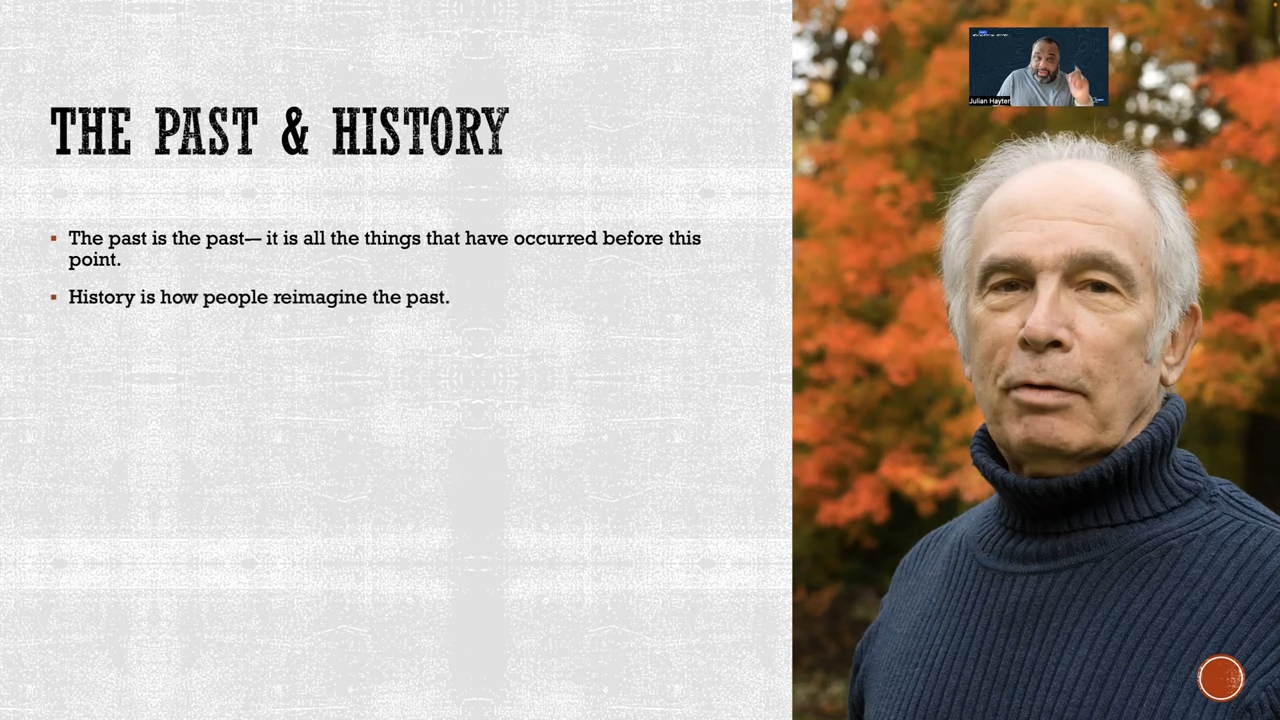 THE PAST & HISTORY
The past is the past— it is all the things that have occurred before this
point.
History is how people reimagine the past.
Julian Hayter